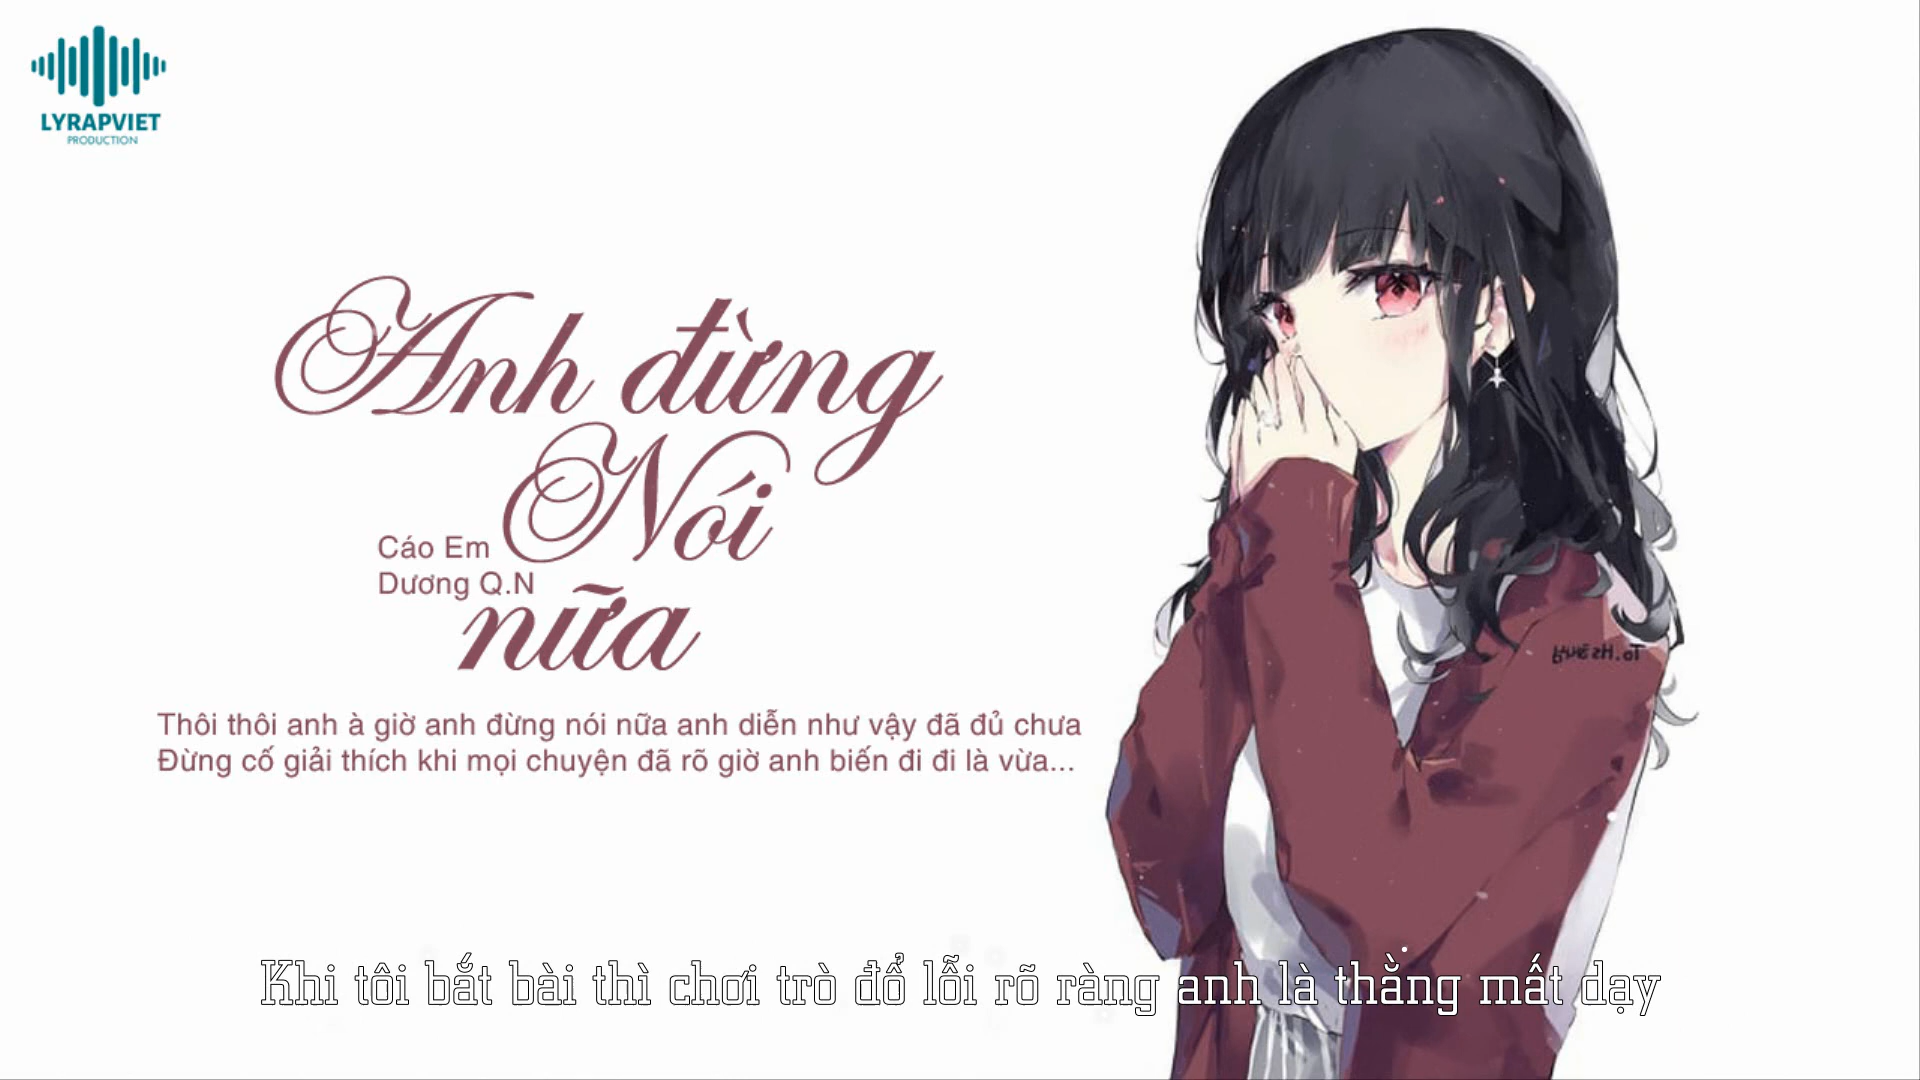 LYRAPVIET
PRODUCTION
Anh đừng
Nói
nữa
Cáo Em
Dương Q.N
Thôi thôi anh à giờ anh đừng nói nữa anh diễn như vậy đã đủ chưa
Đừng cố giải thích khi mọi chuyện đã rõ giờ anh biến đi đi là vừa...
Khi tôi bắt bài thì chơi trò đổ lỗi rõ ràng anh là thằng mất dạy